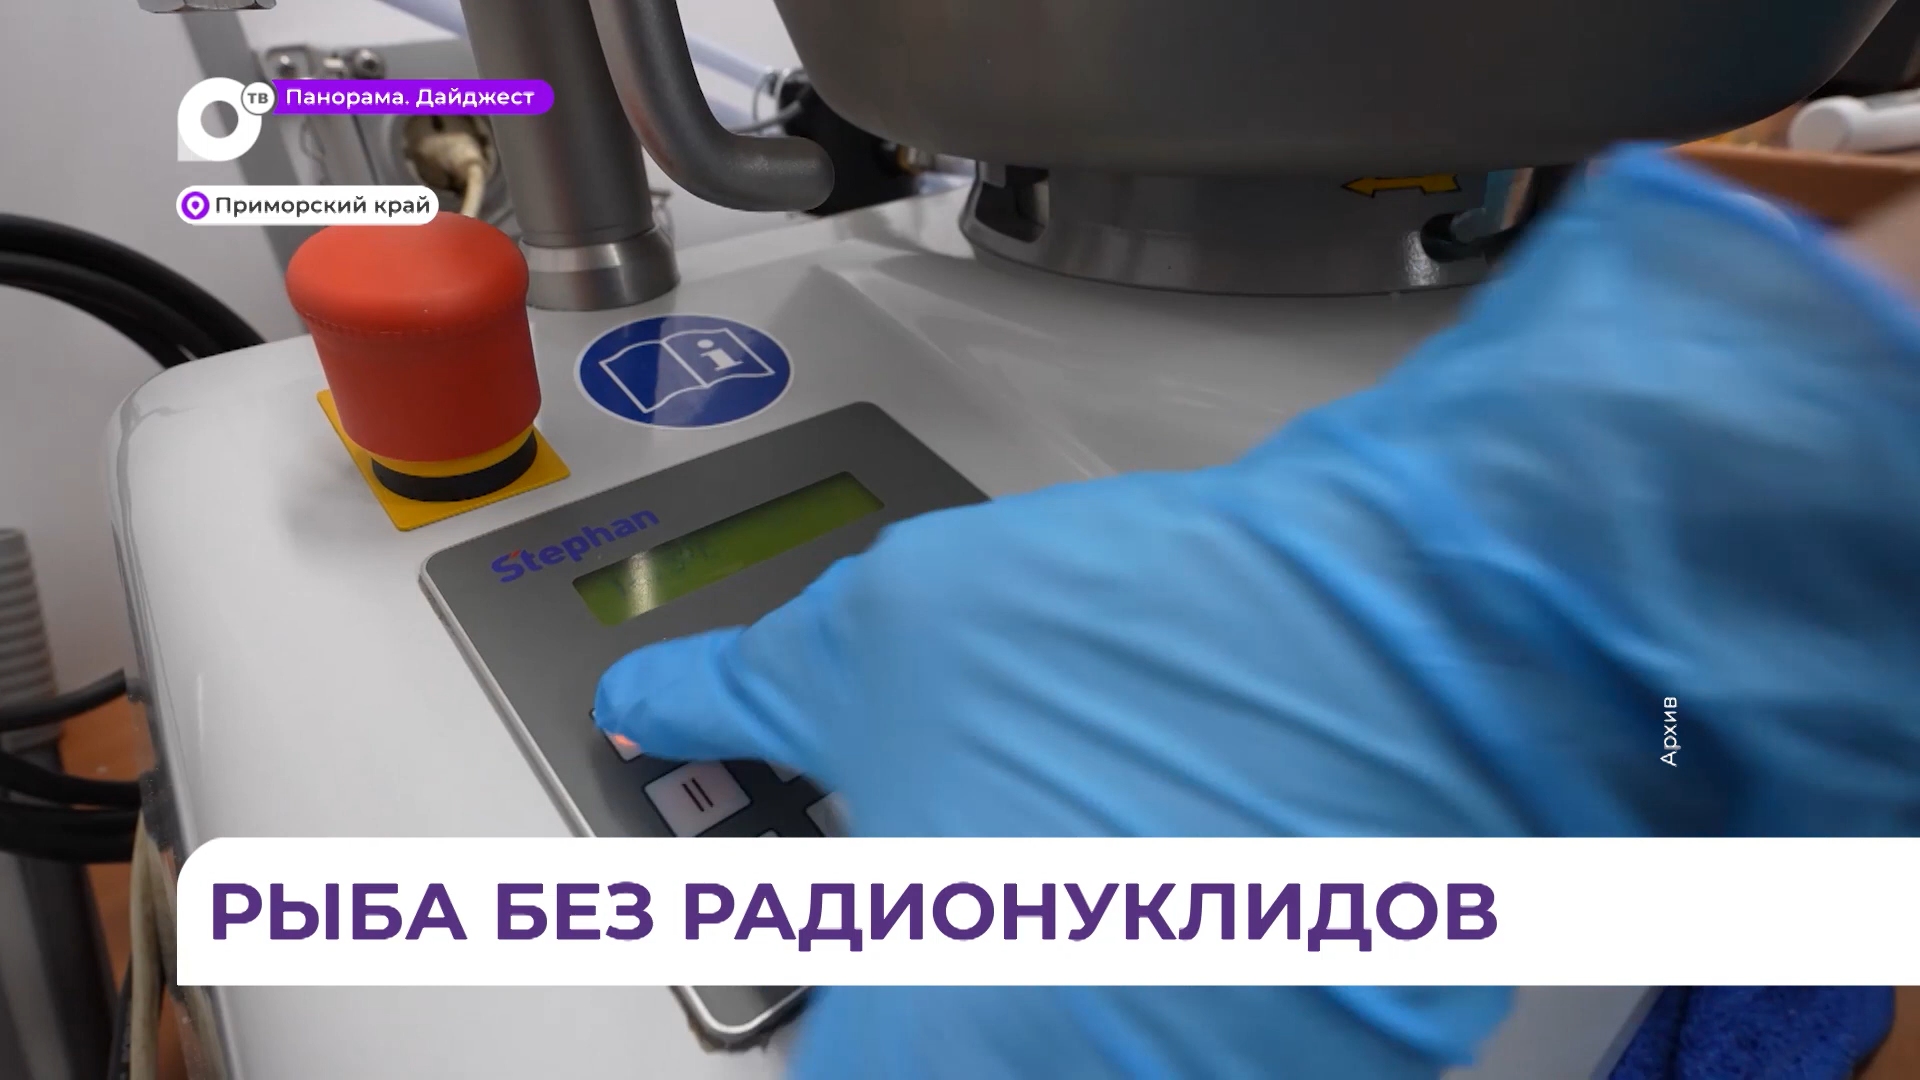 ТВ
Панорама. Дайджест
Приморский край
Stephan
Архив
РЫБА БЕЗ РАДИОНУКЛИДОВ